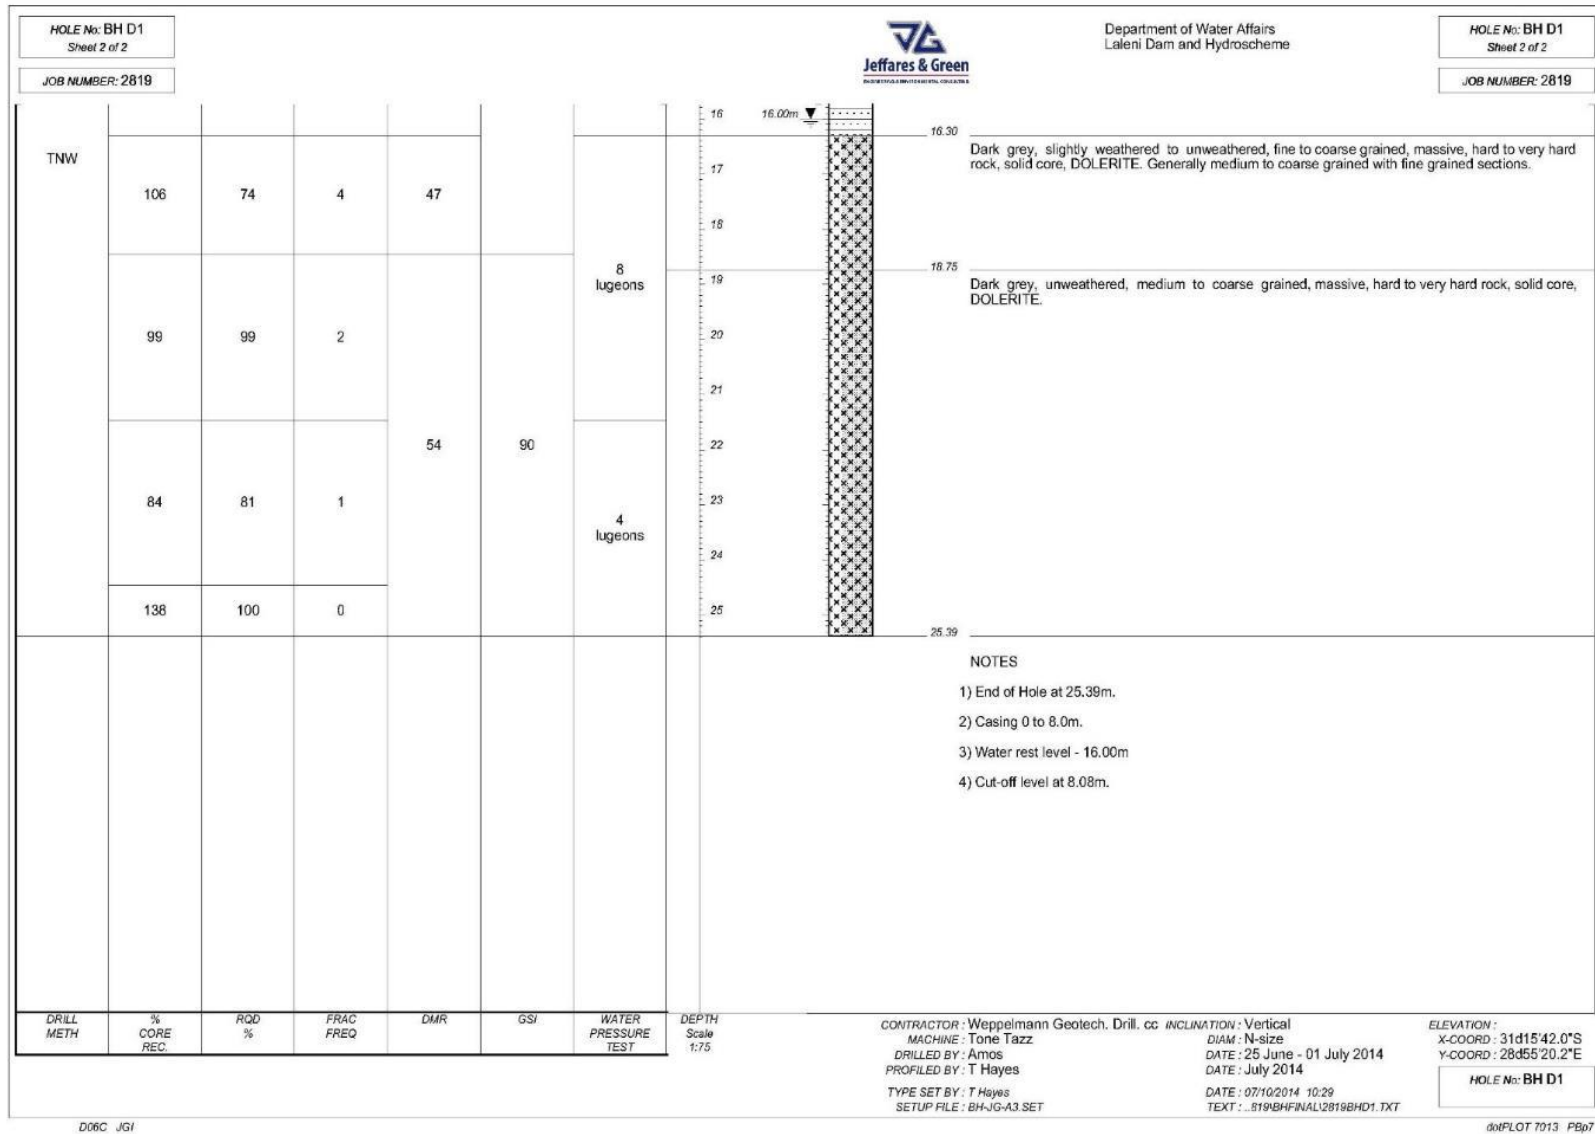 HOLE No: BH D1
Sheet 2 of 2
JOB NUMBER: 2819
Jeffares & Green
Department of Water Affairs
Laleni Dam and Hydroscheme
HOLE No: BH D1
Sheet 2 of 2
JOB NUMBER: 2819
TNW
106 74 4 47
99 99 2
54 90
84 81 1
138 100 0
8
lugeons
4
lugeons
16
17
18
19
20
21
22
23
24
25
16.00m
16.30
Dark grey, slightly weathered to unweathered, fine to coarse grained, massive, hard to very hard
rock, solid core, DOLERITE. Generally medium to coarse grained with fine grained sections.
18.75
Dark grey, unweathered, medium to coarse grained, massive, hard to very hard rock, solid core,
DOLERITE.
25.39
NOTES
1) End of Hole at 25.39m.
2) Casing 0 to 8.0m.
3) Water rest level - 16.00m
4) Cut-off level at 8.08m.
DRILL
METH
%
CORE
REC.
RQD
%
FRAC
FREQ
DMR
GSI
WATER
PRESSURE
TEST
DEPTH
Scale
1:75
CONTRACTOR : Weppelmann Geotech. Drill. cc
MACHINE : Tone Tazz
DRILLED BY : Amos
PROFILED BY : T Hayes
TYPE SET BY : T Hayes
SETUP FILE : BH-JG-A3.SET
INCLINATION : Vertical
DIAM : N-size
DATE : 25 June - 01 July 2014
DATE : July 2014
DATE : 07/10/2014 10:29
TEXT : ..819\BHFINAL\2819BHD1.TXT
ELEVATION :
X-COORD : 31d15'42.0"S
Y-COORD : 28d55'20.2"E
HOLE No: BH D1
D06C JGI
dotPLOT 7013 PBp7